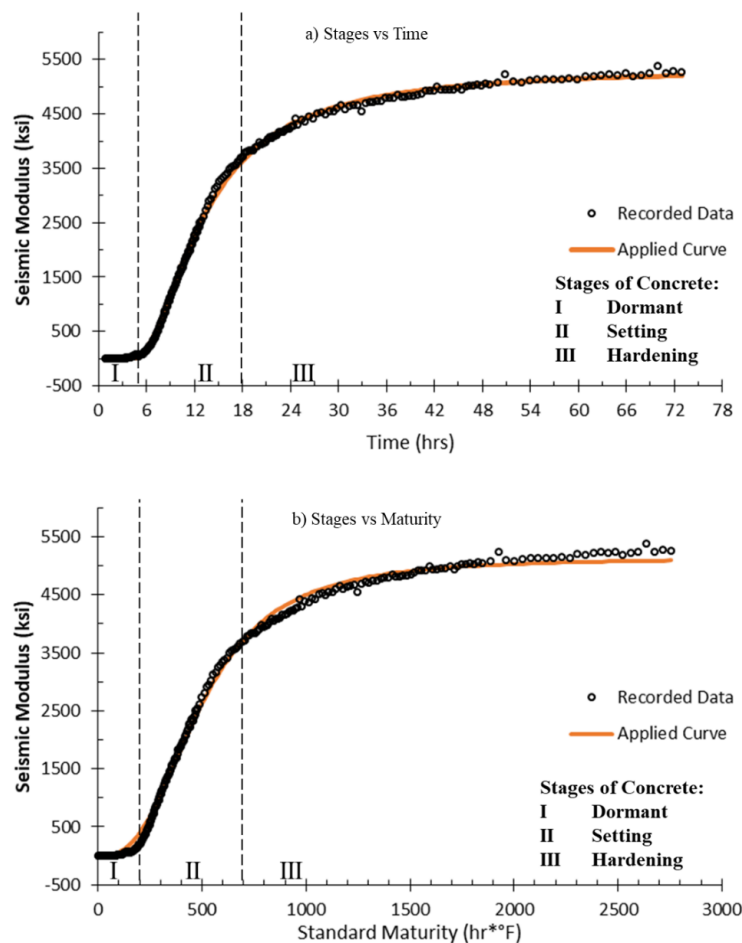 a) Stages vs Time
5500
4500
3500
2500
1500
500
-500
Seismic Modulus (ksi)
Recorded Data
Applied Curve
Stages of Concrete:
I Dormant
II Setting
III Hardening
I II III
0 6 12 18 24 30 36 42 48 54 60 66 72 78
Time (hrs)
b) Stages vs Maturity
5500
4500
3500
2500
1500
500
-500
Seismic Modulus (ksi)
Recorded Data
Applied Curve
Stages of Concrete:
I Dormant
II Setting
III Hardening
I II III
0 500 1000 1500 2000 2500 3000
Standard Maturity (hr*°F)